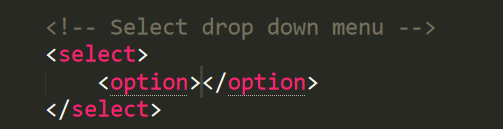 <!-- Select drop down menu -->
<select>
<option></option>
</select>